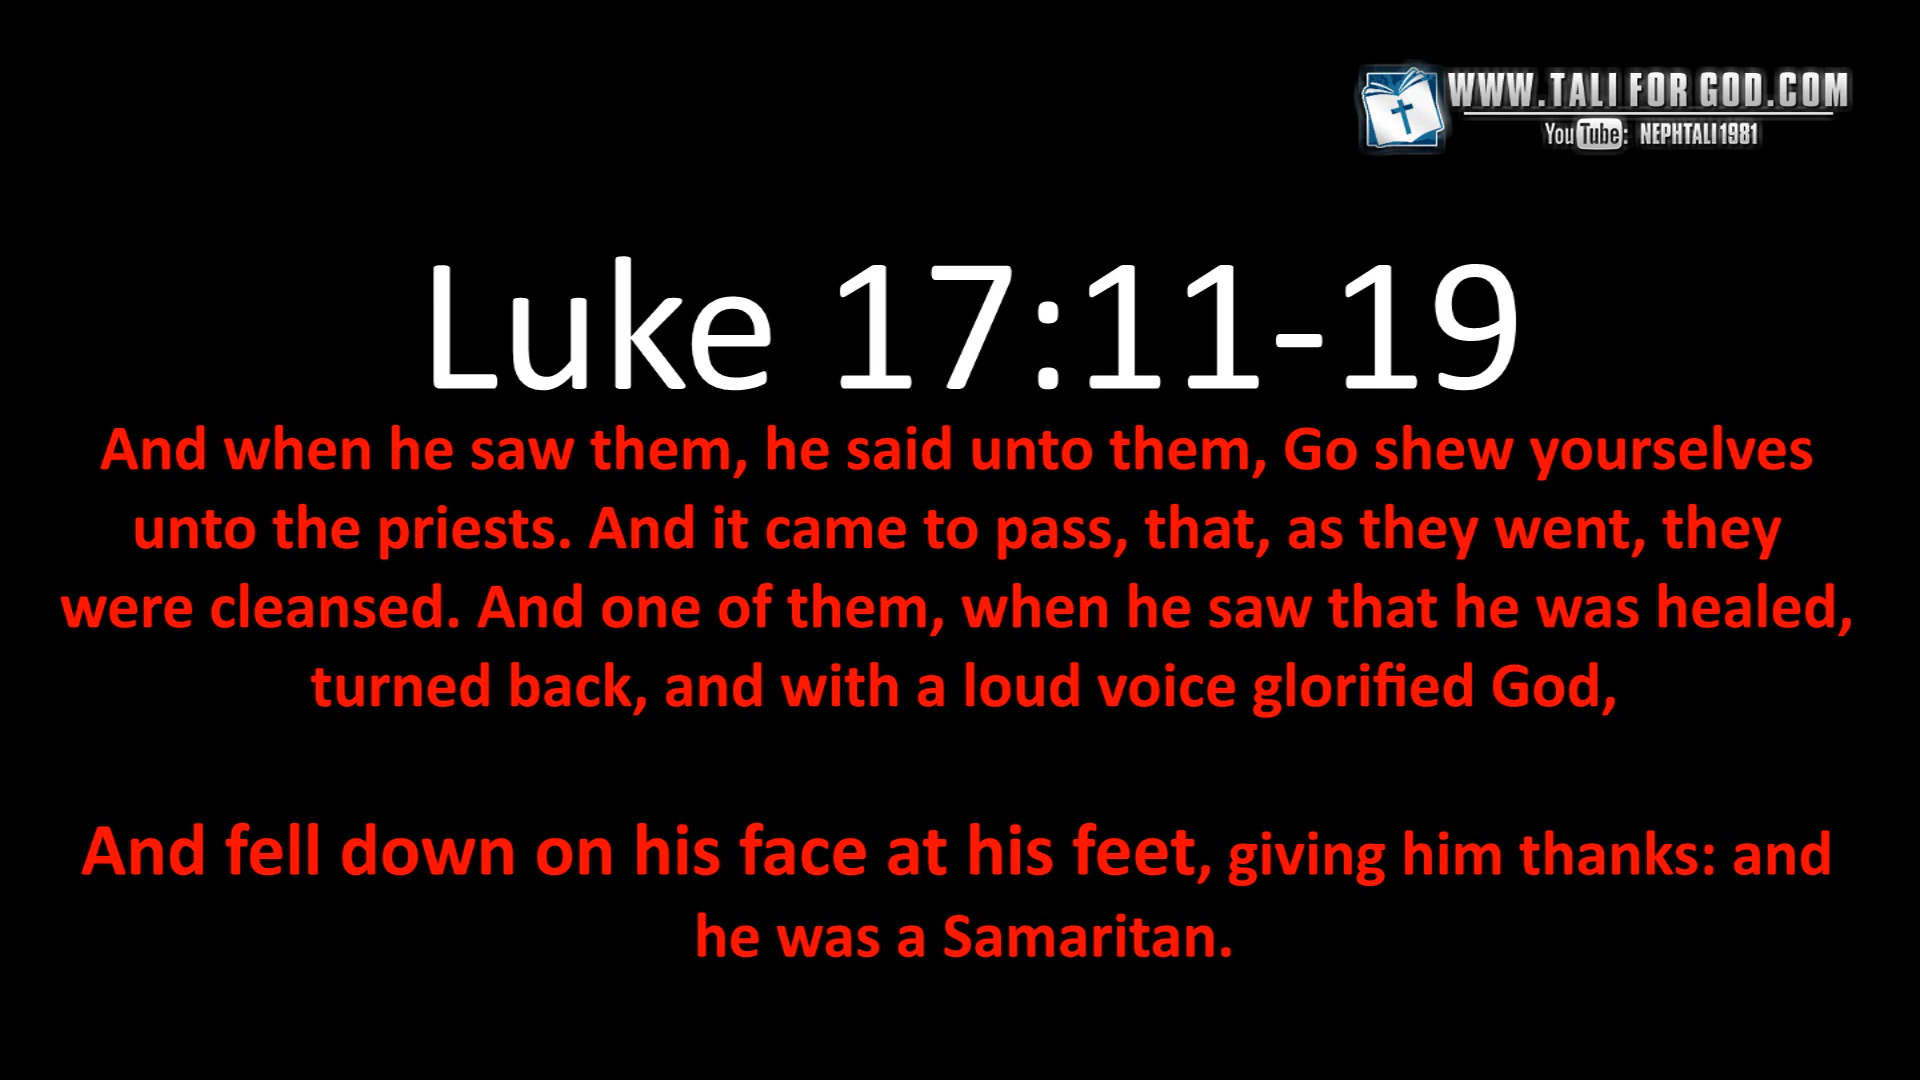 WWW.TALI FOR GOD.COM
YouTube: NEPHTALI1981
Luke 17:11-19
And when he saw them, he said unto them, Go shew yourselves
unto the priests. And it came to pass, that, as they went, they
were cleansed. And one of them, when he saw that he was healed,
turned back, and with a loud voice glorified God,
And fell down on his face at his feet, giving him thanks: and
he was a Samaritan.